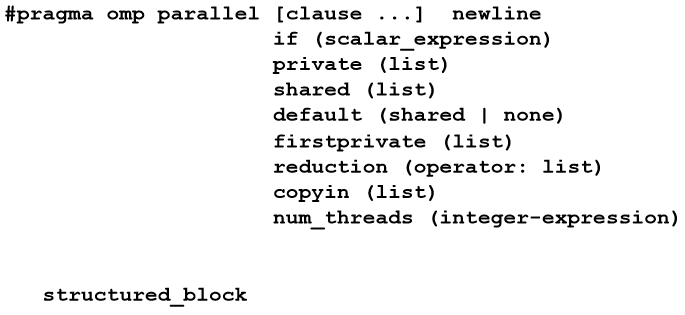 #pragma omp parallel [clause ...]  newline
if (scalar_expression)
private (list)
shared (list)
default (shared | none)
firstprivate (list)
reduction (operator: list)
copyin (list)
num_threads (integer-expression)
structured_block